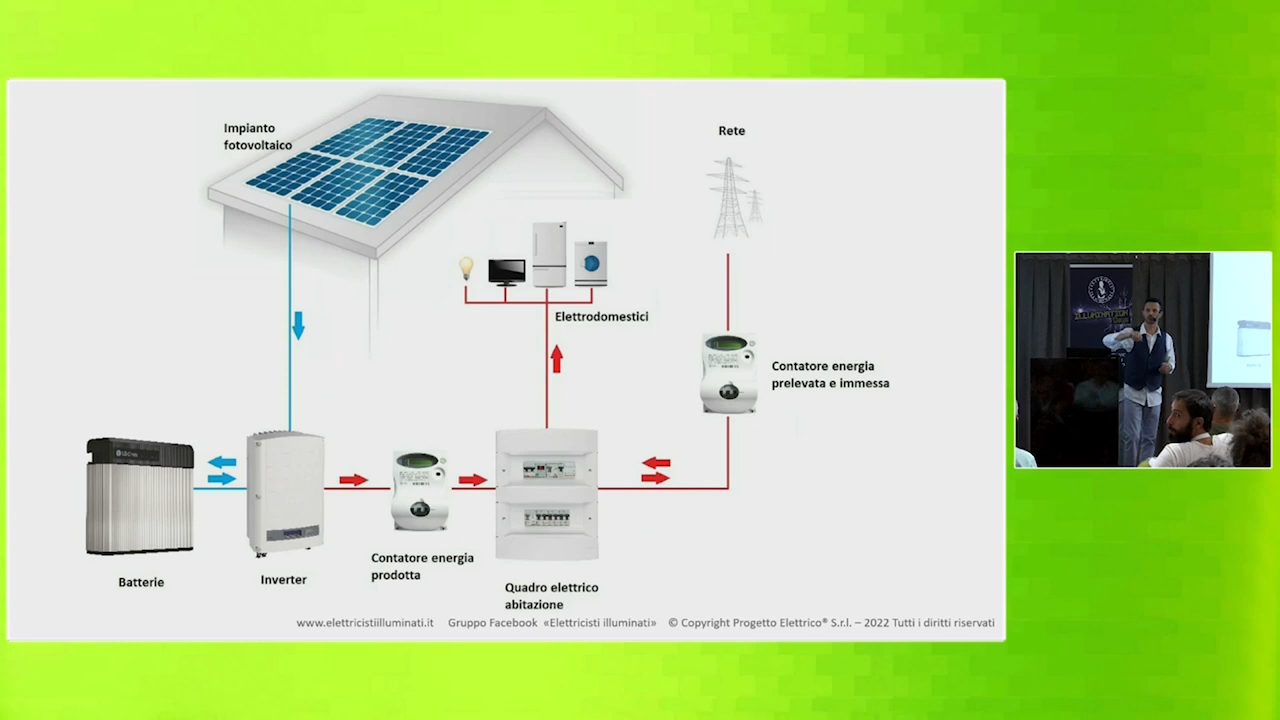 Impianto
fotovoltaico
Rete
Elettrodomestici
Contatore energia
prelevata e immessa
Batterie
Inverter
Contatore energia
prodotta
Quadro elettrico
abitazione
www.elettricistiilluminati.it Gruppo Facebook «Elettricisti illuminati» © Copyright Progetto Elettrico® S.r.l. – 2022 Tutti i diritti riservati
ILLUMINATION